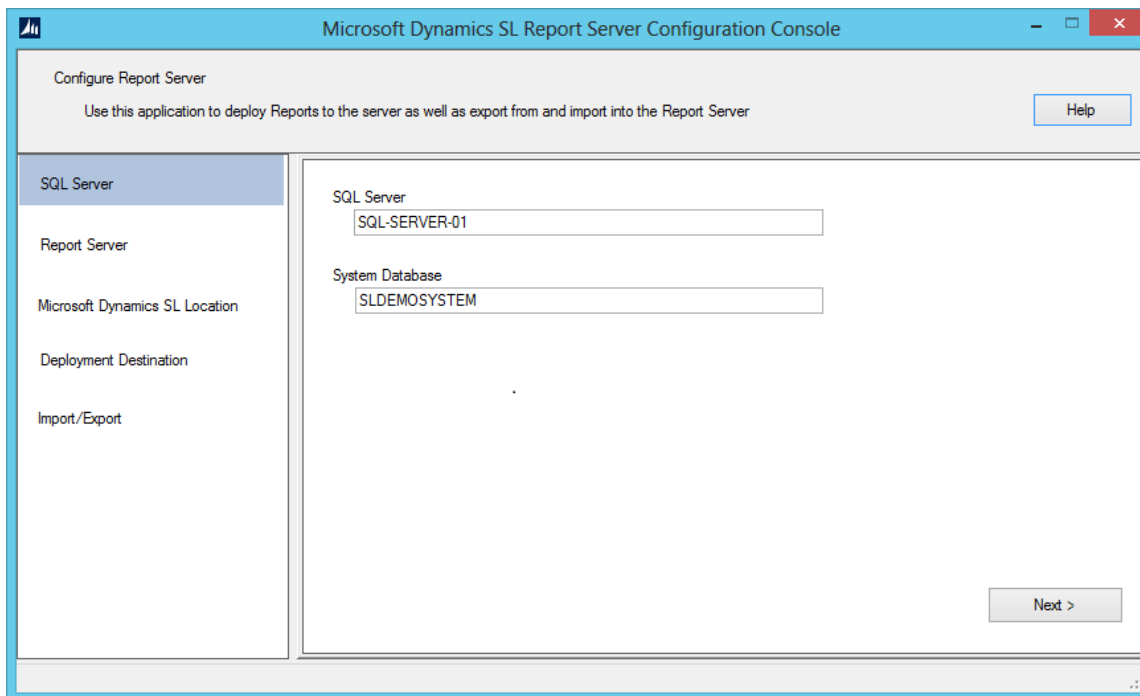 Microsoft Dynamics SL Report Server Configuration Console
Configure Report Server
Use this application to deploy Reports to the server as well as export from and import into the Report Server
Help
SQL Server
Report Server
Microsoft Dynamics SL Location
Deployment Destination
Import/Export
SQL Server
SQL-SERVER-01
System Database
SLDEMOSYSTEM
Next >